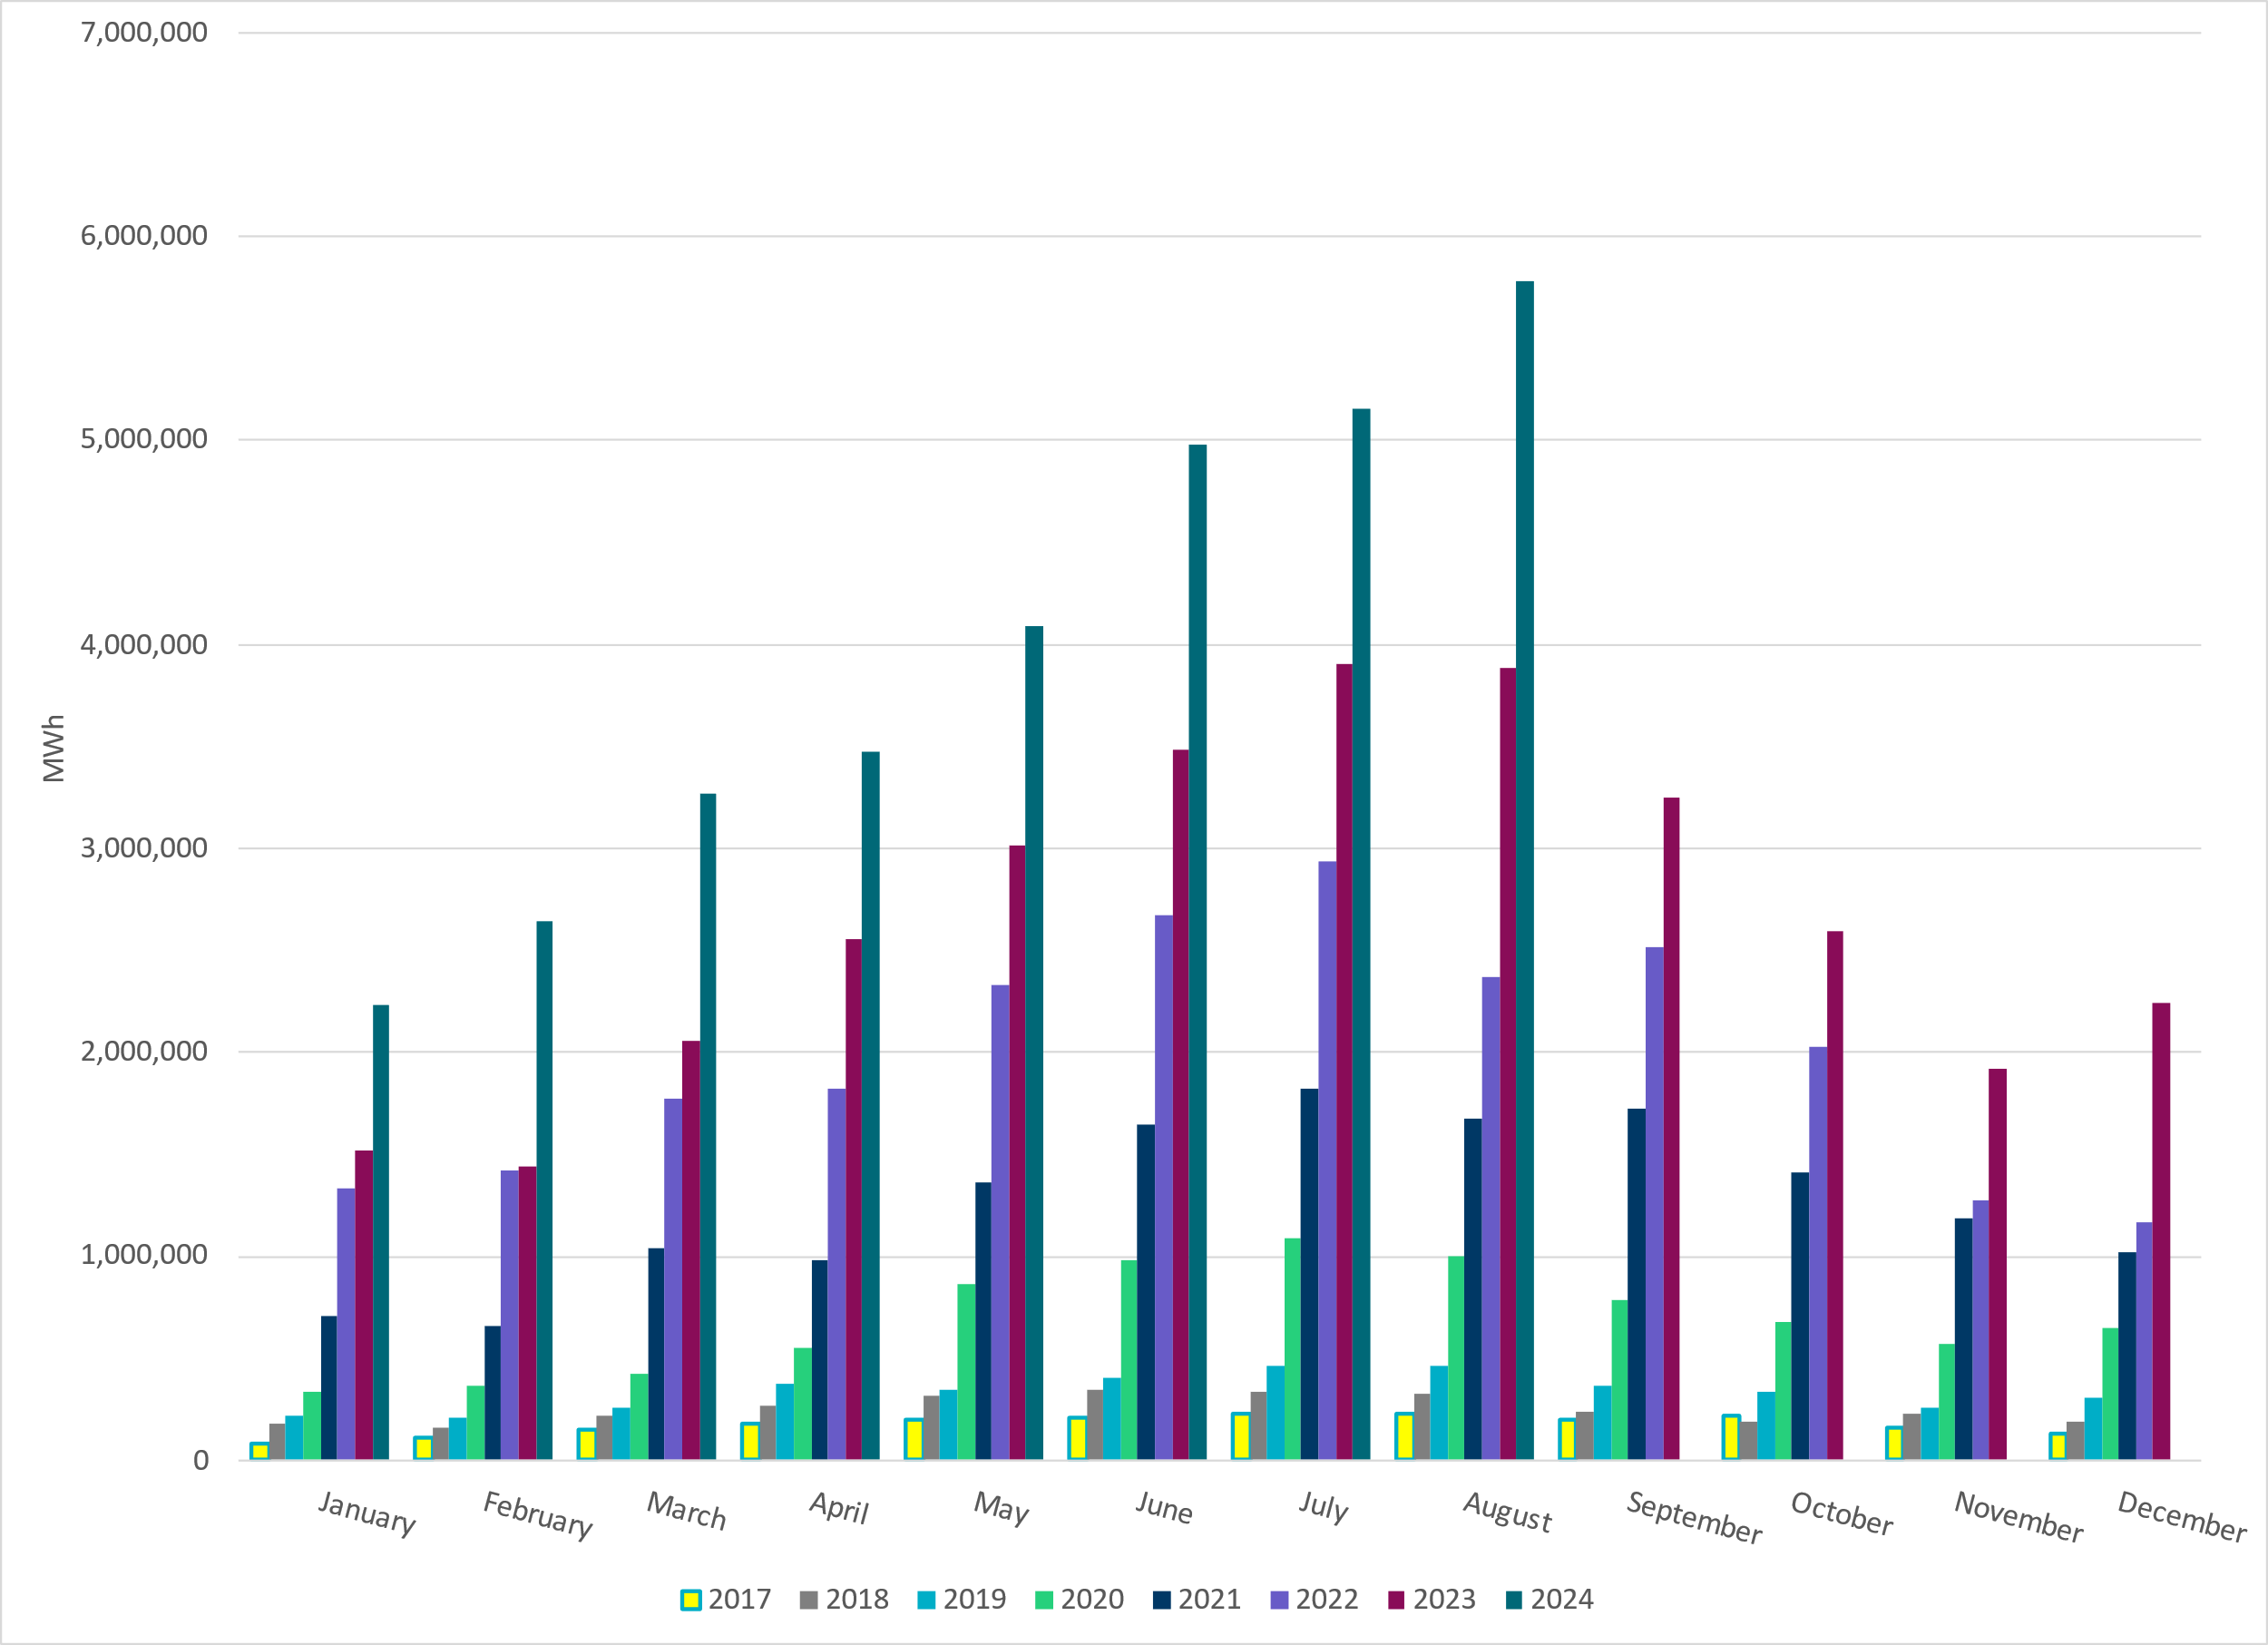 7,000,000
6,000,000
5,000,000
4,000,000
3,000,000
2,000,000
1,000,000
0
MWh
January February March April May June July August September October November December
2017 2018 2019 2020 2021 2022 2023 2024